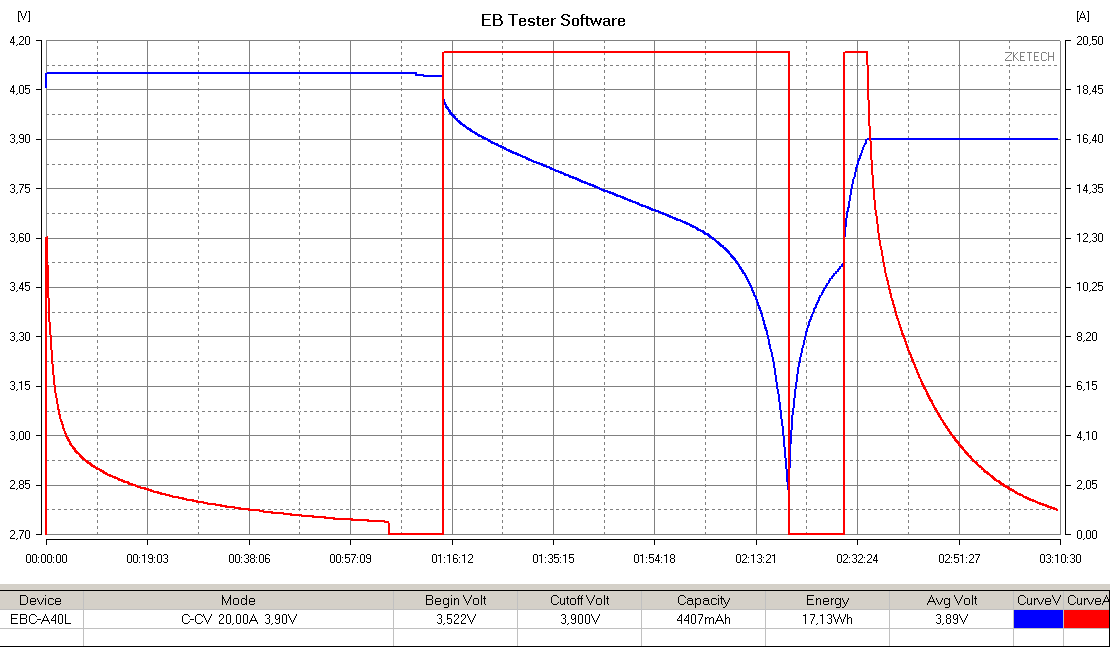 [V] EB Tester Software [A]
4,20 20,50
ZKETECH
4,05 18,45
3,90 16,40
3,75 14,35
3,60 12,30
3,45 10,25
3,30 8,20
3,15 6,15
3,00 4,10
2,85 2,05
2,70 0,00
00:00:00 00:19:03 00:38:06 00:57:09 01:16:12 01:35:15 01:54:18 02:13:21 02:32:24 02:51:27 03:10:30
Device Mode Begin Volt Cutoff Volt Capacity Energy Avg Volt CurveV CurveA
EBC-A40L C-CV 20,00A 3,90V 3,522V 3,900V 4407mAh 17,13Wh 3,89V